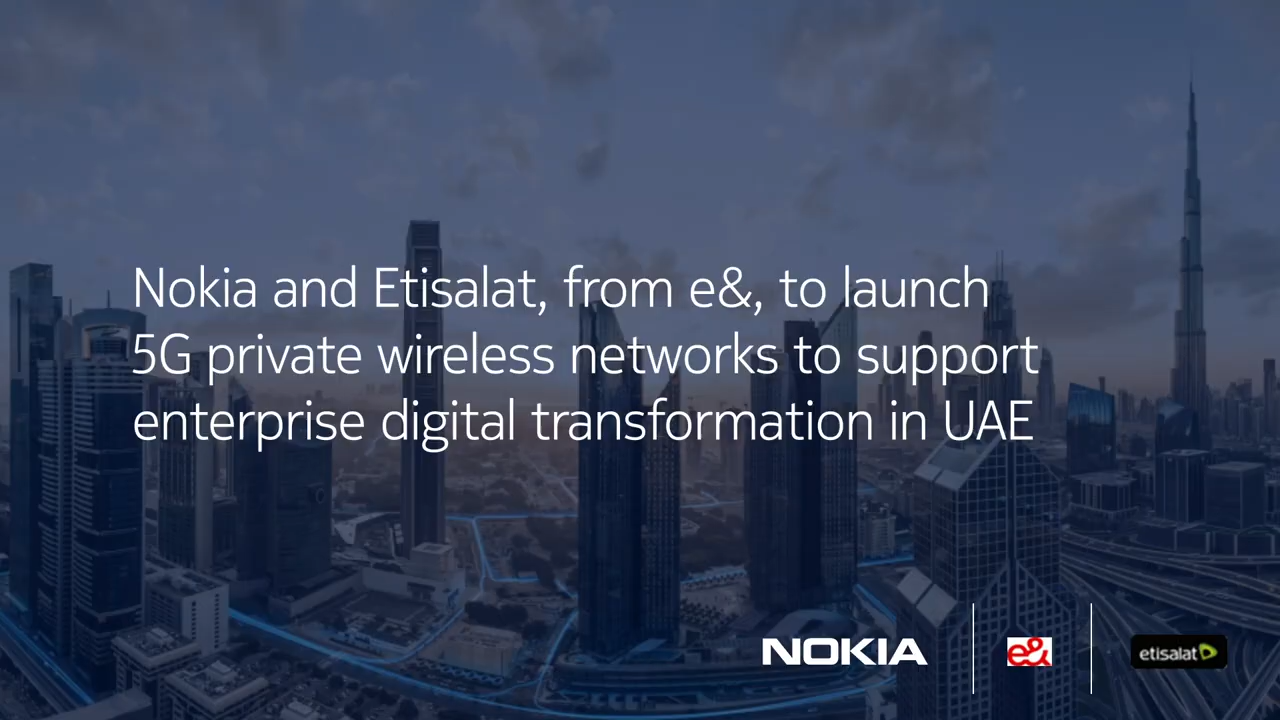 Nokia and Etisalat, from e&, to launch
5G private wireless networks to support
enterprise digital transformation in UAE
NOKIA
e&
etisalat